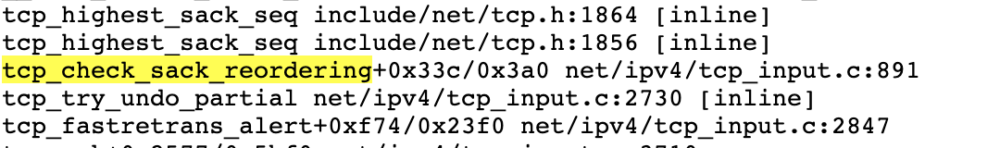 tcp_highest_sack_seq include/net/tcp.h:1864 [inline]
tcp_highest_sack_seq include/net/tcp.h:1856 [inline]
tcp_check_sack_reordering+0x33c/0x3a0 net/ipv4/tcp_input.c:891
tcp_try_undo_partial net/ipv4/tcp_input.c:2730 [inline]
tcp_fastretrans_alert+0xf74/0x23f0 net/ipv4/tcp_input.c:2847